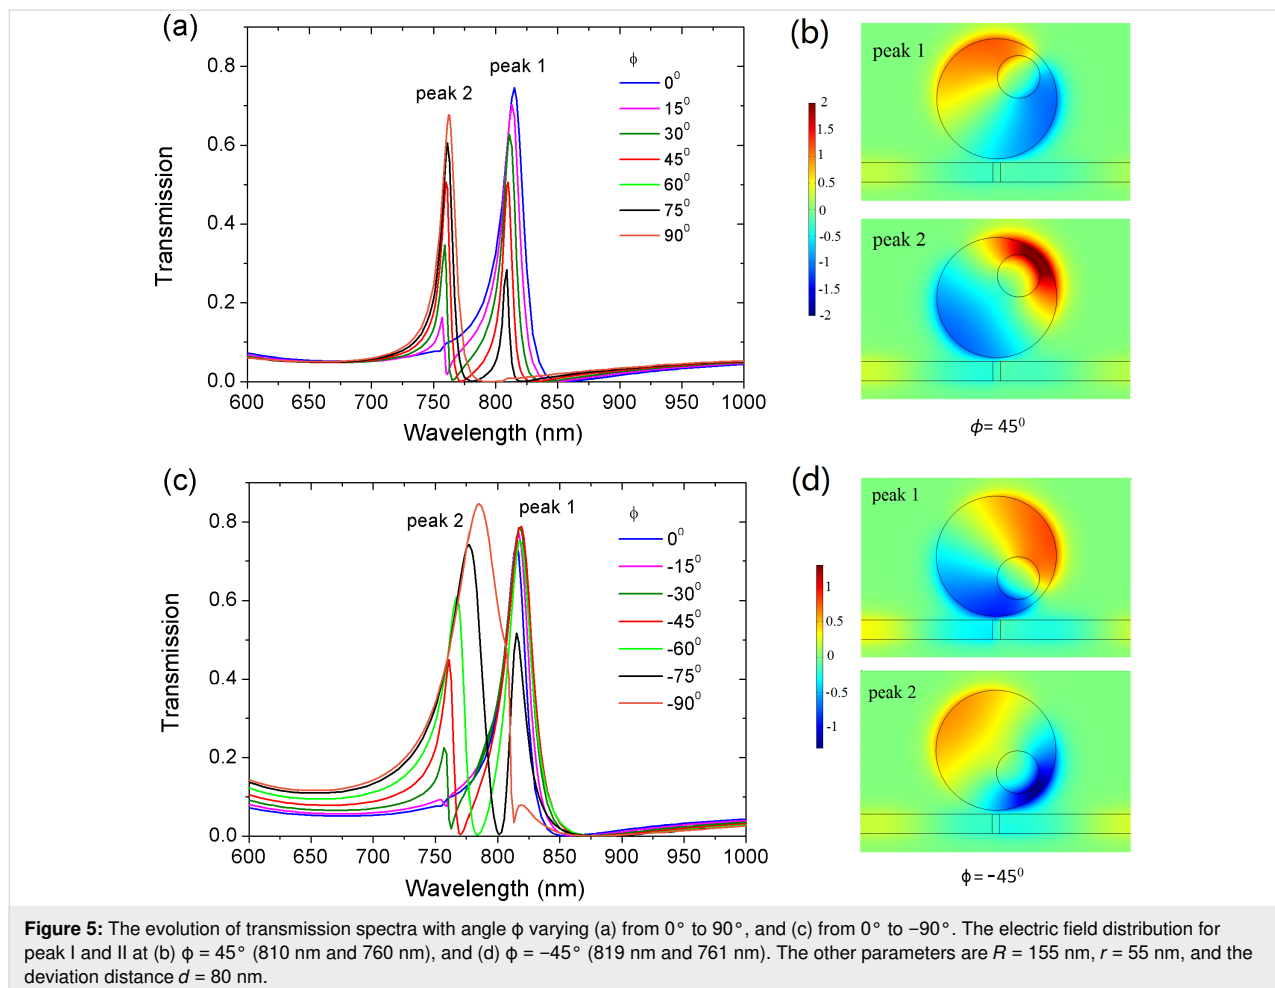 (a)
Transmission
0.8
0.6
0.4
0.2
0.0
600 650 700 750 800 850 900 950 1000
Wavelength (nm)
peak 2
peak 1
ϕ
0⁰
15⁰
30⁰
45⁰
60⁰
75⁰
90⁰
(b)
peak 1
2
1.5
1
0.5
0
-0.5
-1
-1.5
-2
peak 2
ϕ= 45⁰
(c)
Transmission
0.8
0.6
0.4
0.2
0.0
600 650 700 750 800 850 900 950 1000
Wavelength (nm)
peak 2
peak 1
ϕ
0⁰
-15⁰
-30⁰
-45⁰
-60⁰
-75⁰
-90⁰
(d)
peak 1
1
0.5
0
-0.5
-1
peak 2
ϕ= -45⁰
Figure 5: The evolution of transmission spectra with angle ϕ varying (a) from 0° to 90°, and (c) from 0° to −90°. The electric field distribution for
peak I and II at (b) ϕ = 45° (810 nm and 760 nm), and (d) ϕ = −45° (819 nm and 761 nm). The other parameters are R = 155 nm, r = 55 nm, and the
deviation distance d = 80 nm.